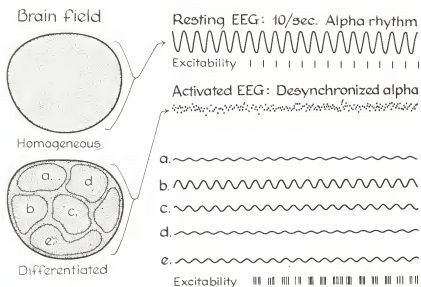 Brain field
Resting EEG: 10/sec. Alpha rhythm
Excitability
Activated EEG: Desynchronized alpha
Homogeneous
a.
d.
b.
c.
e.
Differentiated
a.
b.
c.
d.
e.
Excitability